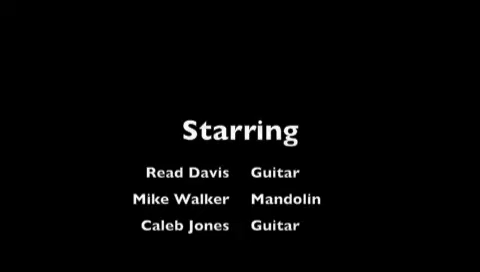 Starring
Read Davis Guitar
Mike Walker Mandolin
Caleb Jones Guitar